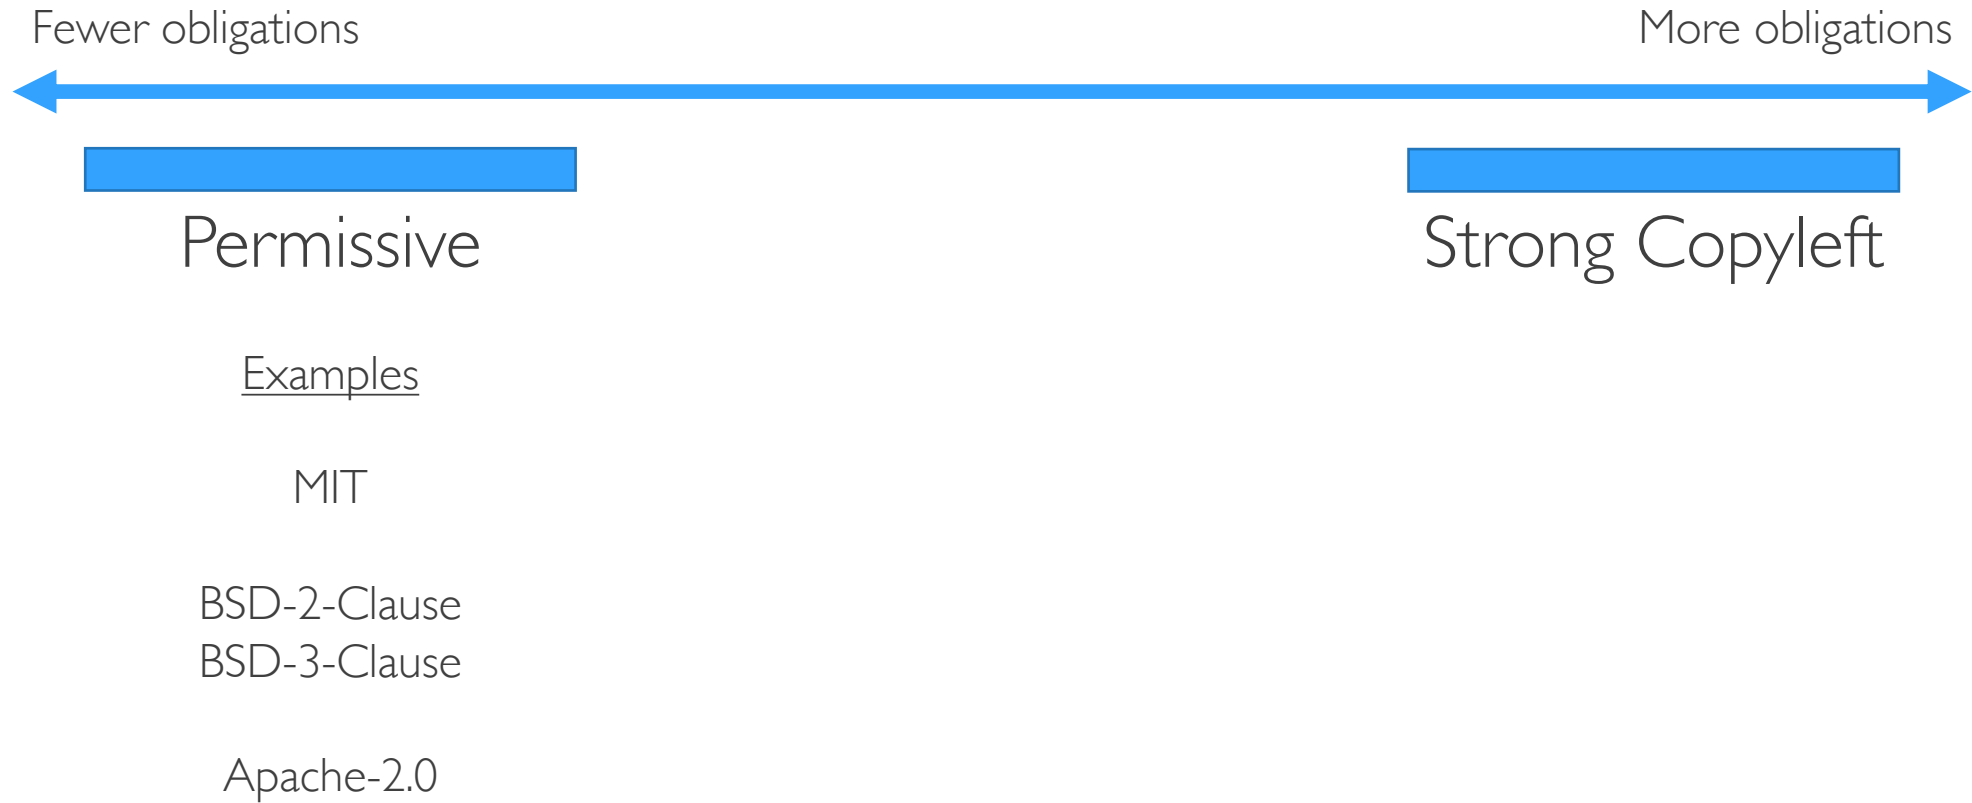 Fewer obligations
More obligations
Permissive
Strong Copyleft
Examples
MIT
BSD-2-Clause
BSD-3-Clause
Apache-2.0